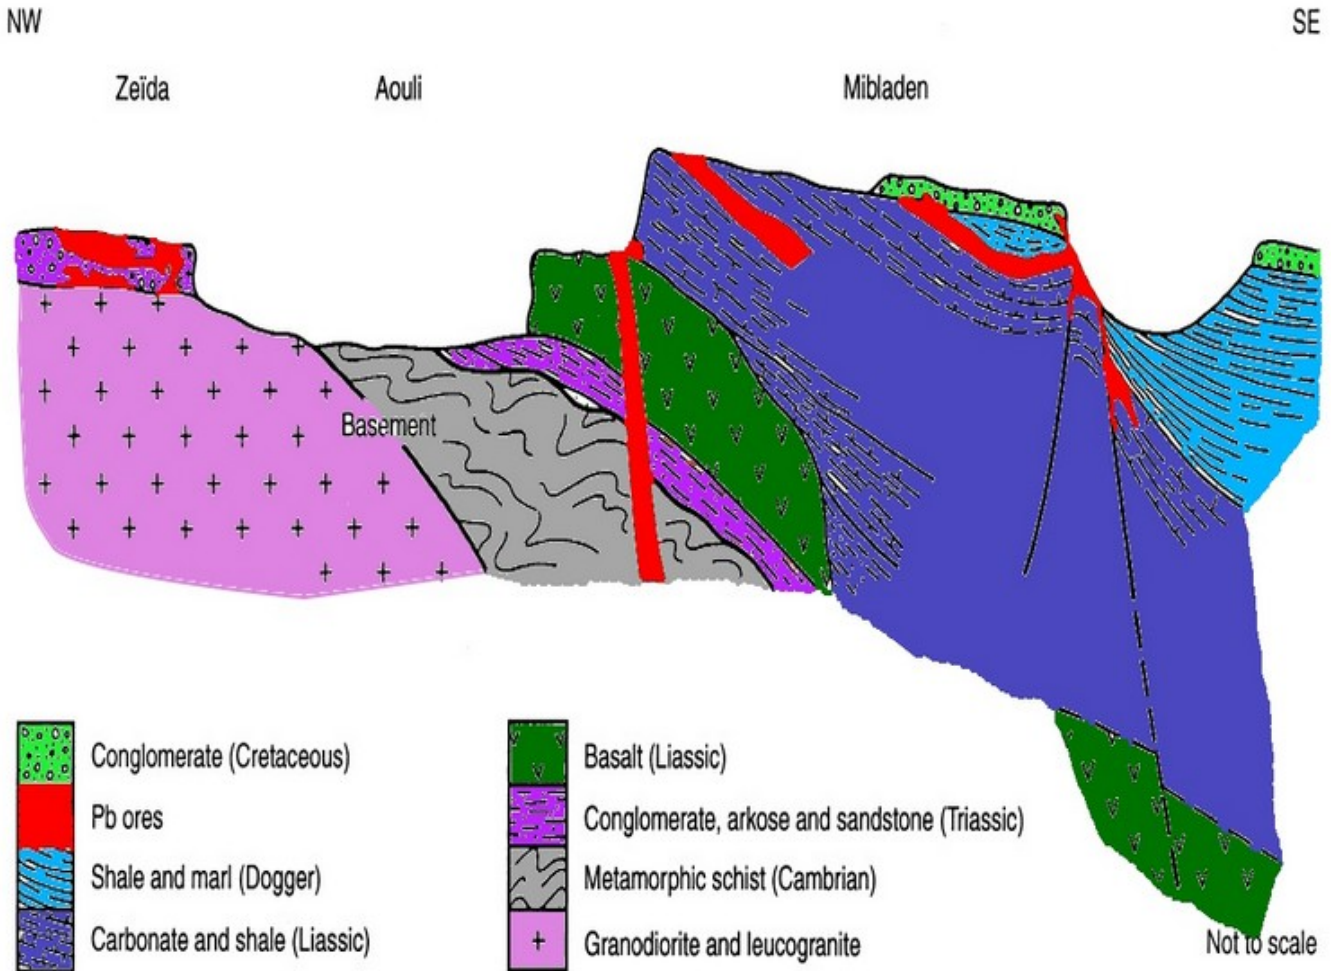 NW
SE
Zeïda
Aouli
Mibladen
Basement
Conglomerate (Cretaceous)
Pb ores
Shale and marl (Dogger)
Carbonate and shale (Liassic)
Basalt (Liassic)
Conglomerate, arkose and sandstone (Triassic)
Metamorphic schist (Cambrian)
Granodiorite and leucogranite
Not to scale